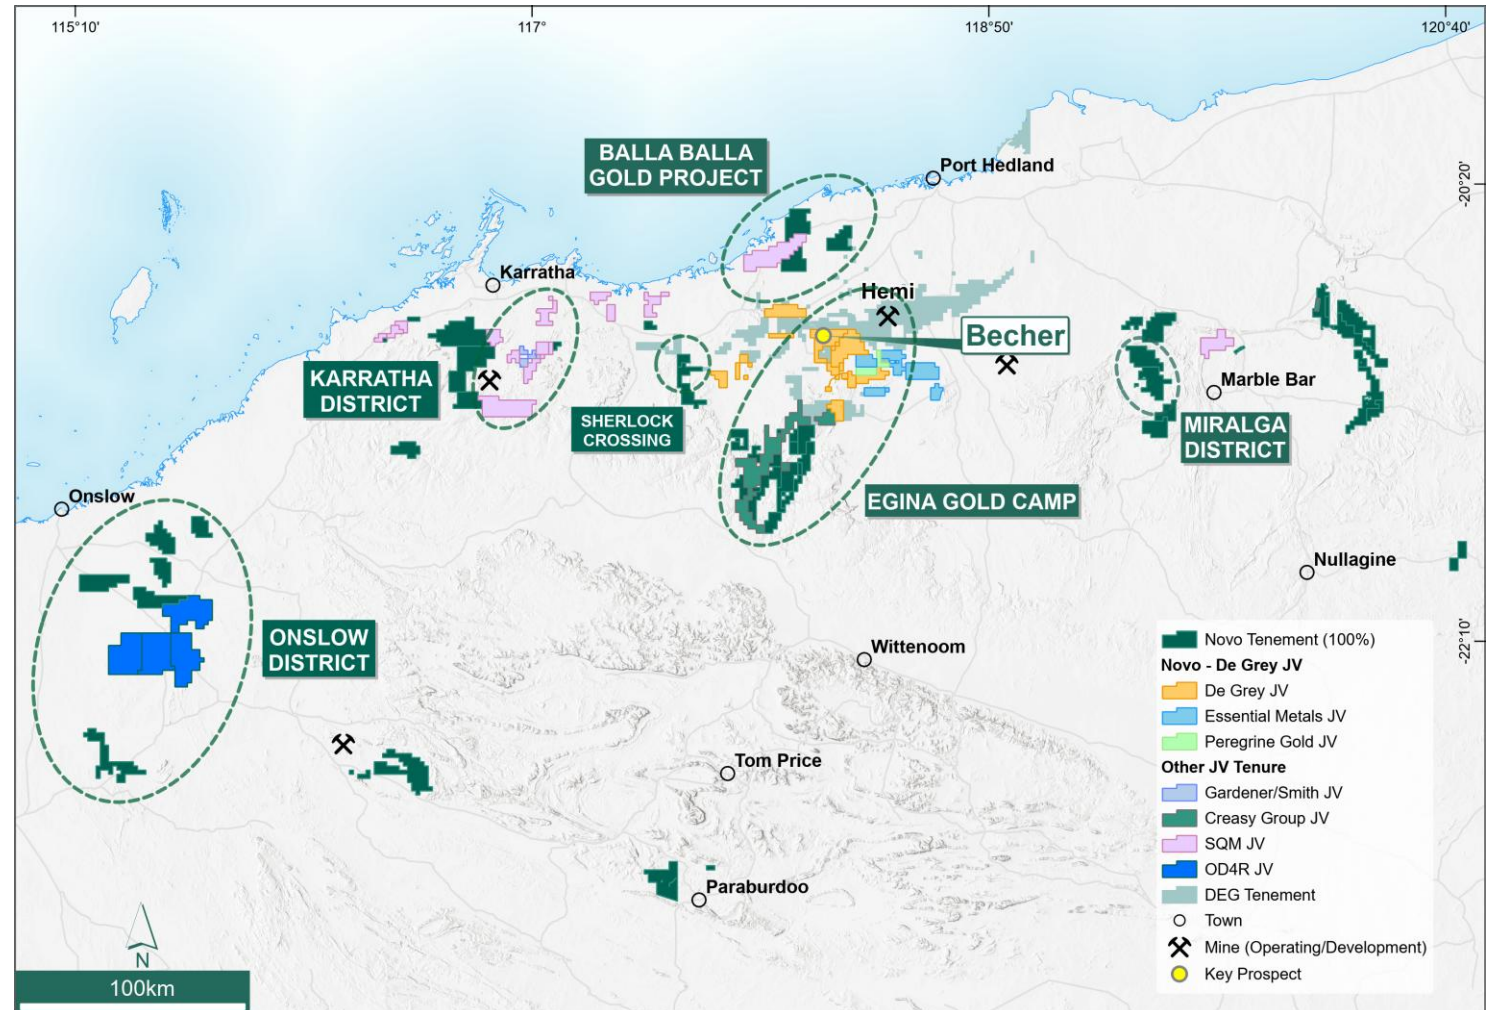 115°10'
117°
118°50'
120°40'
BALLA BALLA
GOLD PROJECT
Port Hedland
-20°20'
Karratha
Hemi
Becher
KARRATHA
DISTRICT
SHERLOCK
CROSSING
Marble Bar
MIRALGA
DISTRICT
EGINA GOLD CAMP
Onslow
Nullagine
ONSLOW
DISTRICT
Wittenoom
-22°10'
Tom Price
Paraburdoo
Novo Tenement (100%)
Novo - De Grey JV
De Grey JV
Essential Metals JV
Peregrine Gold JV
Other JV Tenure
Gardener/Smith JV
Creasy Group JV
SQM JV
OD4R JV
DEG Tenement
Town
Mine (Operating/Development)
Key Prospect
N
100km